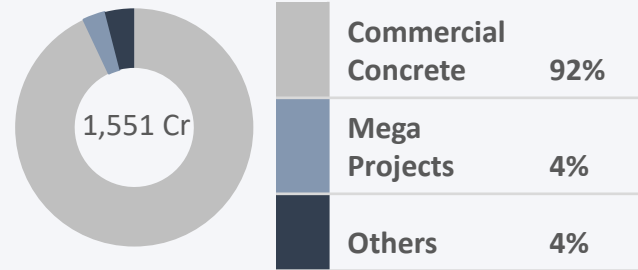 1,551 Cr
Commercial
Concrete 92%
Mega
Projects 4%
Others 4%